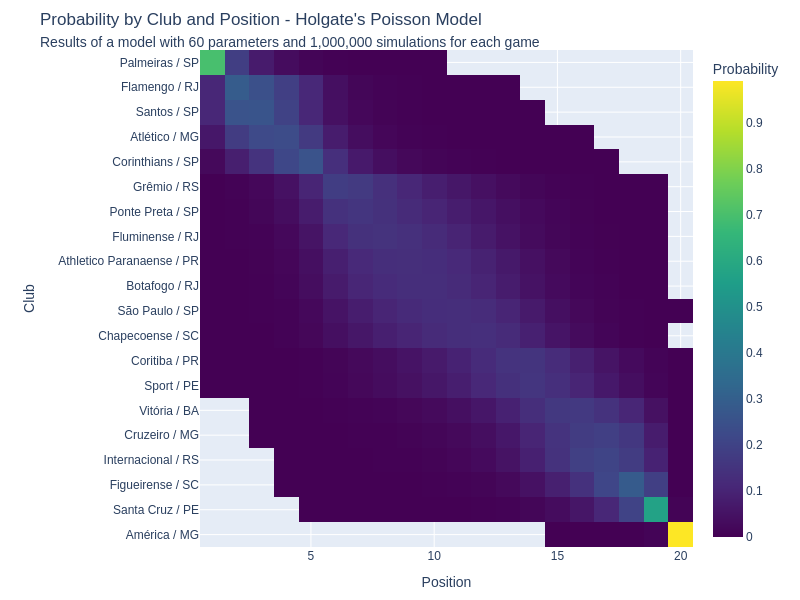 Probability by Club and Position - Holgate's Poisson Model
Results of a model with 60 parameters and 1,000,000 simulations for each game
Probability
Club
Palmeiras / SP
Flamengo / RJ
Santos / SP
Atlético / MG
Corinthians / SP
Grêmio / RS
Ponte Preta / SP
Fluminense / RJ
Athletico Paranaense / PR
Botafogo / RJ
São Paulo / SP
Chapecoense / SC
Coritiba / PR
Sport / PE
Vitória / BA
Cruzeiro / MG
Internacional / RS
Figueirense / SC
Santa Cruz / PE
América / MG
5 10 15 20
Position
0.9
0.8
0.7
0.6
0.5
0.4
0.3
0.2
0.1
0